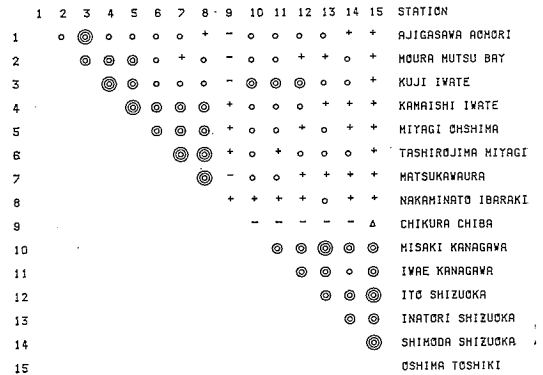 1 2 3 4 5 6 7 8 9 10 11 12 13 14 15 STATION
1 o ◎ o o o o + − o o o o + + AJIGASAWA AOMORI
2 ◎ ◎ ◎ o + o − o o + + o + MOURA MUTSU BAY
3 ◎ ◎ o o o − ◎ ◎ ◎ o o + KUJI IWATE
4 ◎ ◎ ◎ ◎ + o o o + + + KAMAISHI IWATE
5 ◎ ◎ ◎ + o o + o + + MIYAGI OHSHIMA
6 ◎ ◎ + o + o o o + TASHIROJIMA MIYAGI
7 ◎ − o o + + + + MATSUKAWAURA
8 + + + + o + + NAKAMINATO IBARAKI
9 − − − − − △ CHIKURA CHIBA
10 ◎ ◎ ◎ ◎ ◎ MISAKI KANAGAWA
11 ◎ ◎ o ◎ IWAE KANAGAWA
12 ◎ ◎ ◎ ITO SHIZUOKA
13 ◎ ◎ INATORI SHIZUOKA
14 ◎ SHIMODA SHIZUOKA
15 OSHIMA TOSHIKI